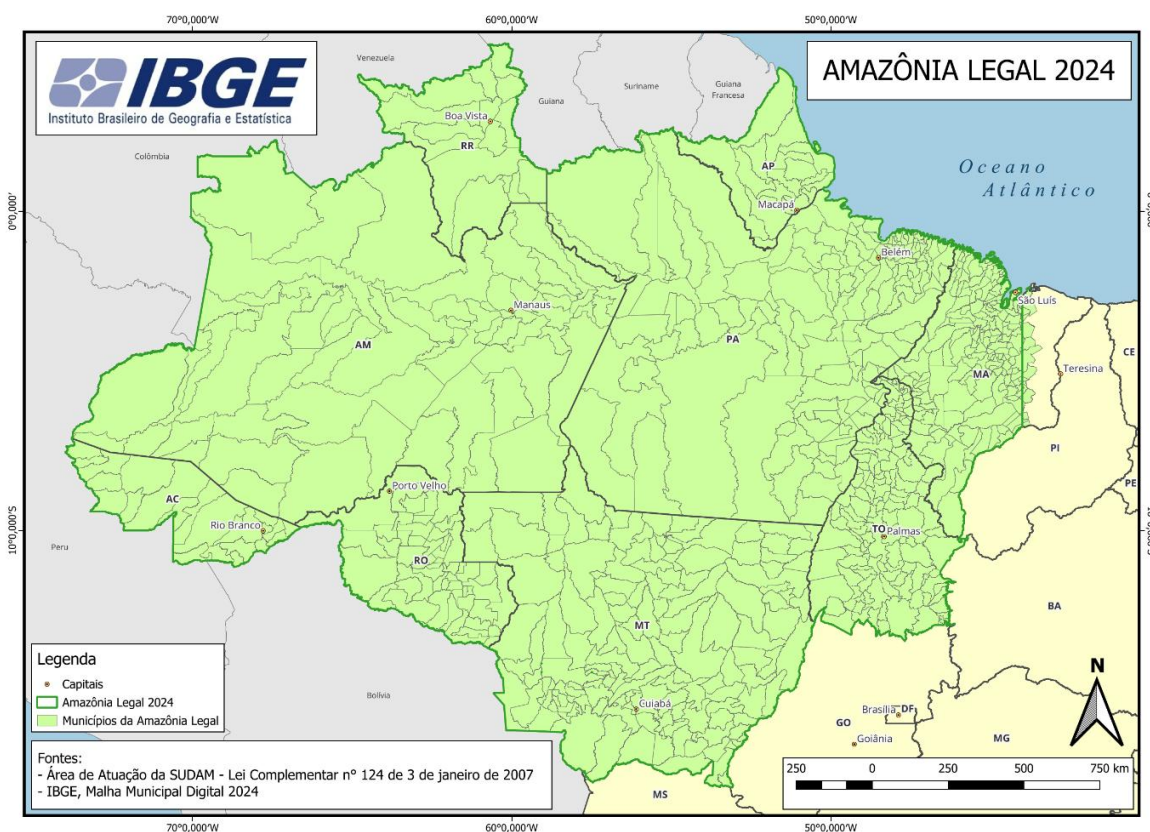 70°0,000'W
60°0,000'W
50°0,000'W
IBGE
Instituto Brasileiro de Geografia e Estatística
AMAZÔNIA LEGAL 2024
Venezuela
Guiana
Suriname
Guiana
Francesa
Colômbia
Boa Vista
RR
AP
Macapá
Oceano
Atlântico
0°0,000'
Belém
São Luís
Manaus
AM
PA
MA
Teresina
CE
PI
PE
AC
Porto Velho
Rio Branco
RO
TO
Palmas
10°0,000'S
Peru
MT
BA
Bolívia
Cuiabá
Brasília
DF
GO
Goiânia
MG
MS
N
Legenda
Capitais
Amazônia Legal 2024
Municípios da Amazônia Legal
Fontes:
- Área de Atuação da SUDAM - Lei Complementar nº 124 de 3 de janeiro de 2007
- IBGE, Malha Municipal Digital 2024
250 0 250 500 750 km
70°0,000'W
60°0,000'W
50°0,000'W